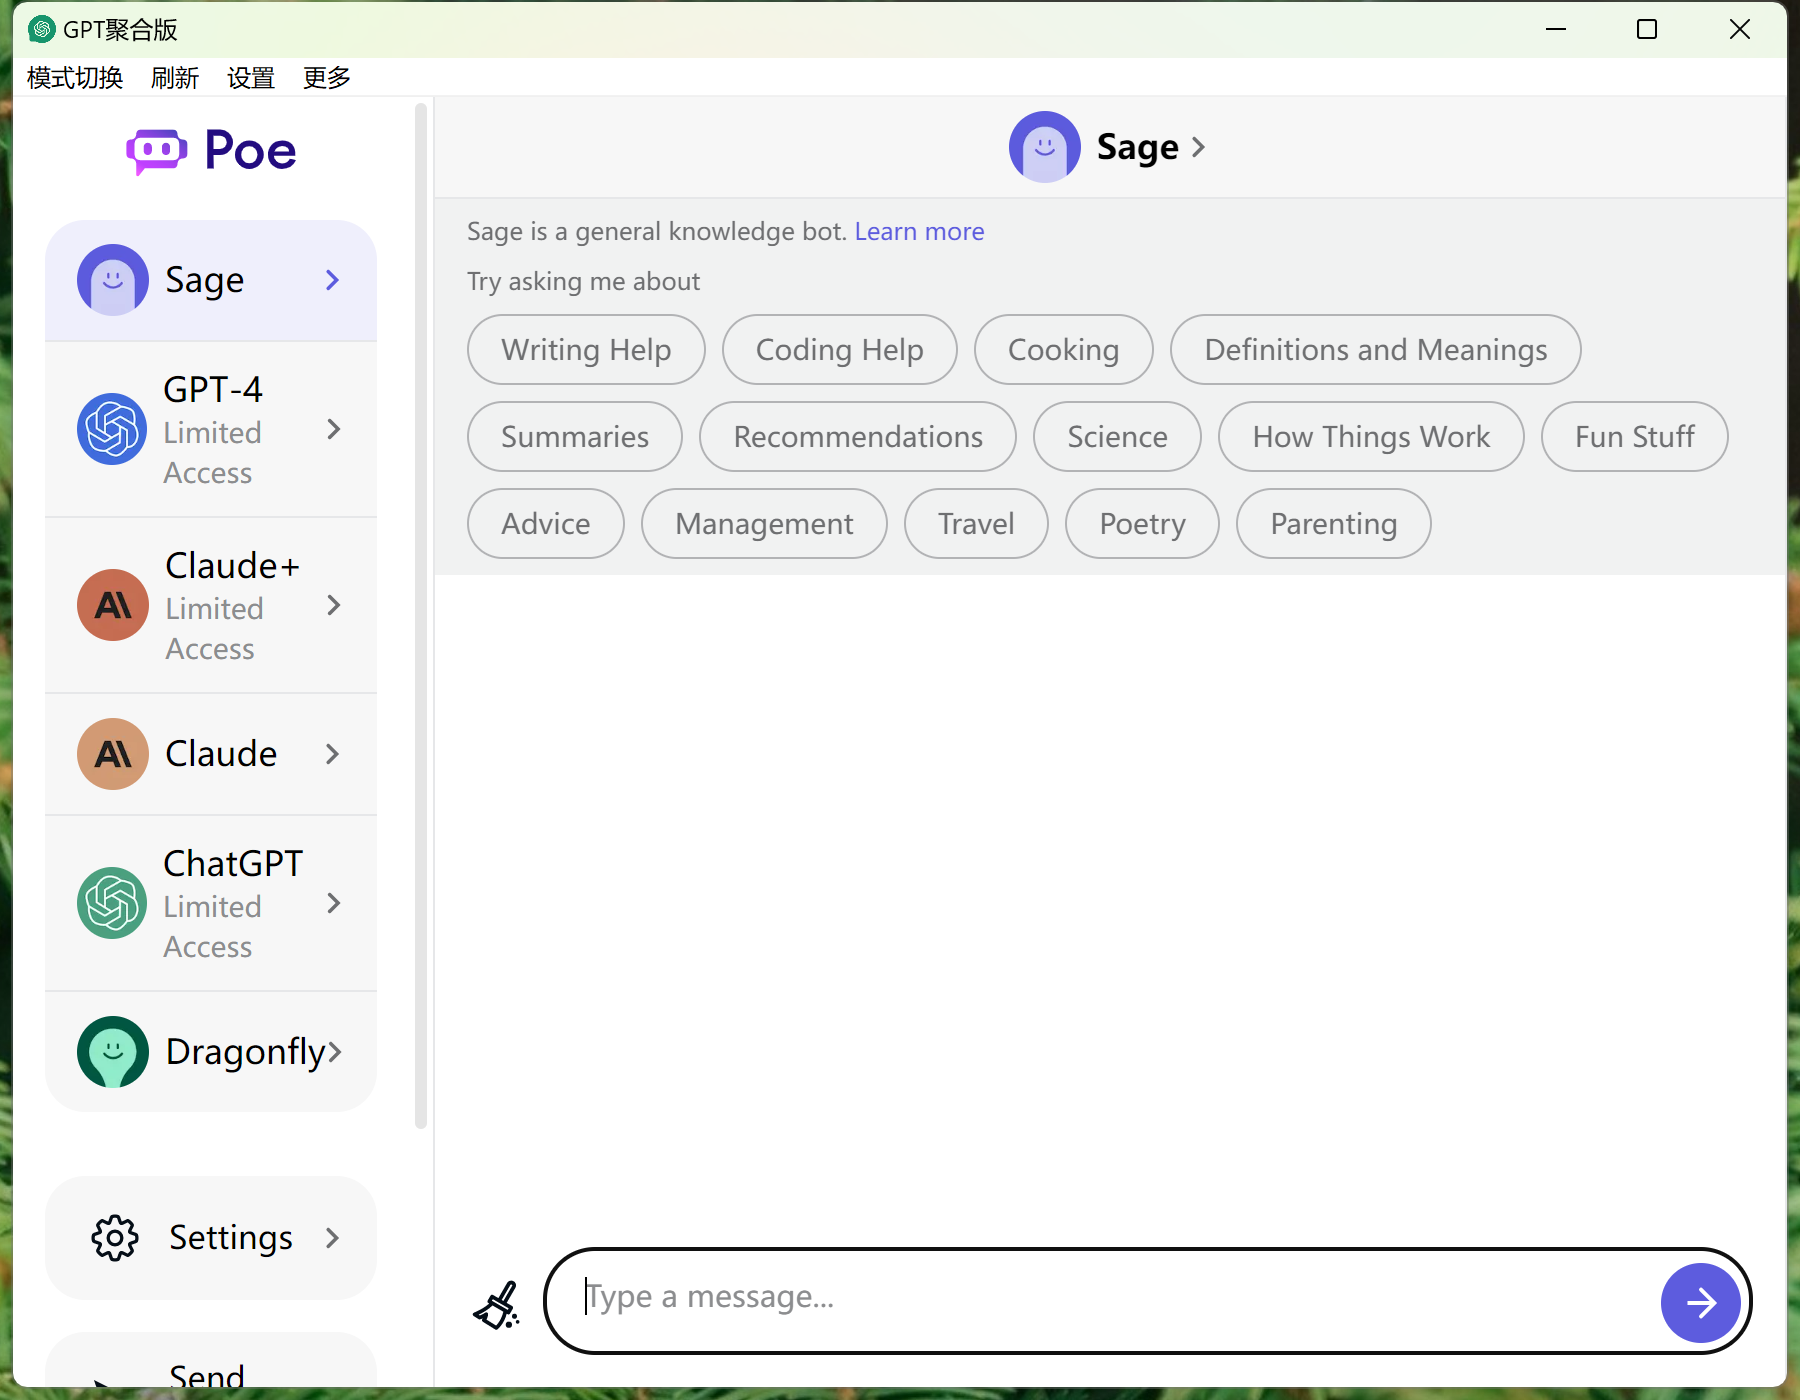 GPT聚合版
模式切换 刷新 设置 更多
Poe
Sage
GPT-4
Limited
Access
Claude+
Limited
Access
Claude
ChatGPT
Limited
Access
Dragonfly
Settings
Send
Sage
Sage is a general knowledge bot. Learn more
Try asking me about
Writing Help Coding Help Cooking Definitions and Meanings
Summaries Recommendations Science How Things Work Fun Stuff
Advice Management Travel Poetry Parenting
Type a message...